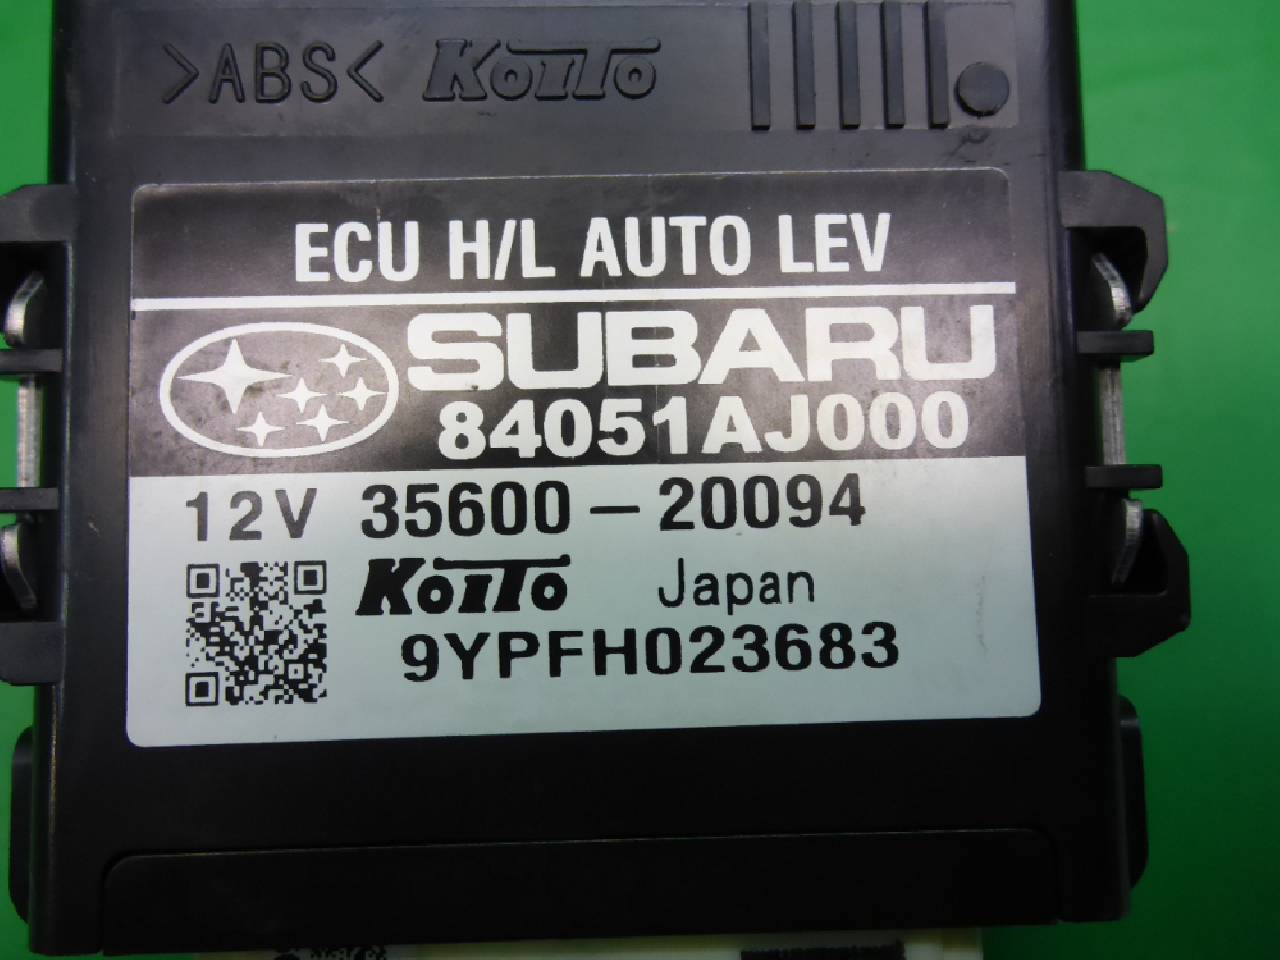 >ABS< KOITO
ECU H/L AUTO LEV
SUBARU
84051AJ000
12V 35600-20094
KOITO Japan
9YPFH023683